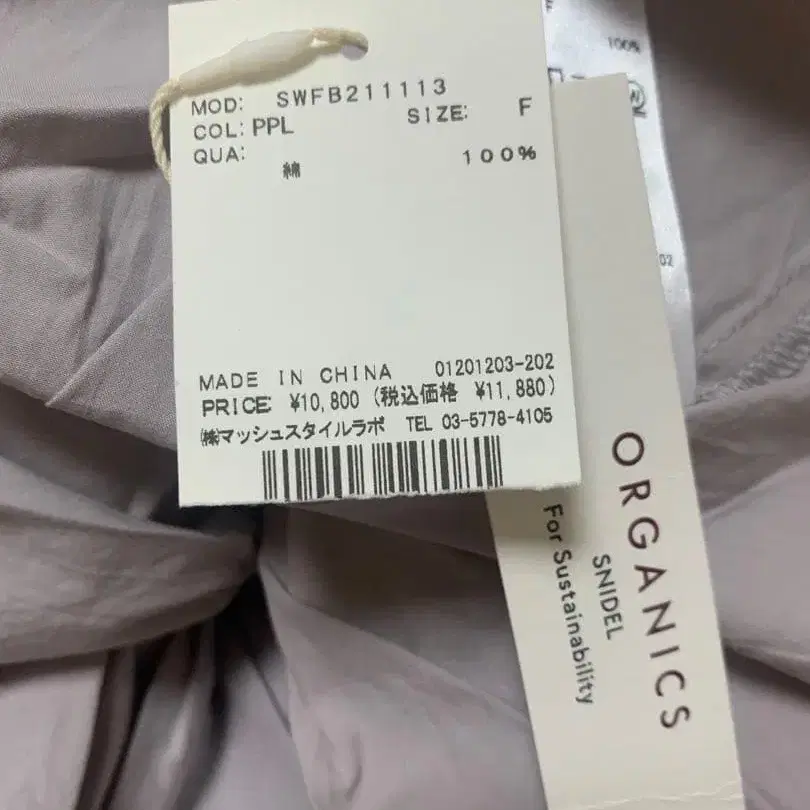 MOD: SWFB211113
COL: PPL SIZE: F
QUA:
綿 100%
MADE IN CHINA 01201203-202
PRICE: ¥10,800 (税込価格 ¥11,880)
㈱マッシュスタイルラボ TEL 03-5778-4105
F
100%
W
02
ORGANICS
SNIDEL
For Sustainability